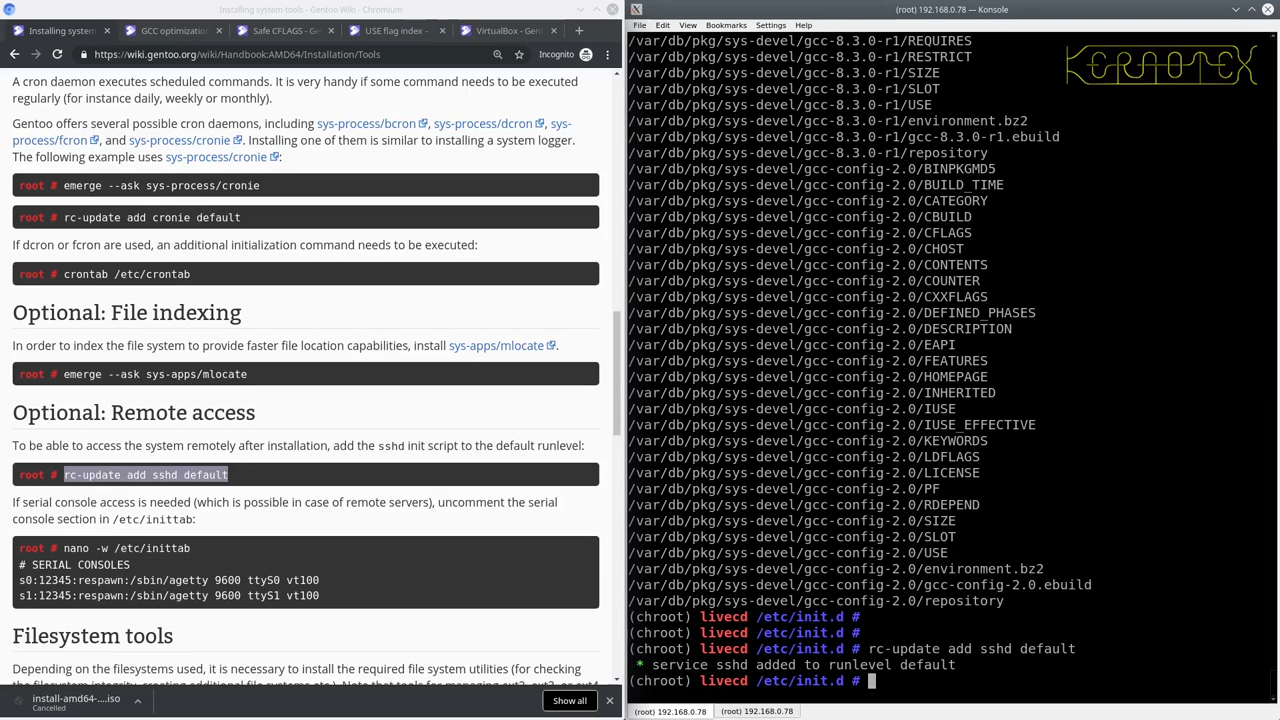 Installing system tools - Gentoo Wiki - Chromium
Installing system
GCC optimization
Safe CFLAGS - Gen
USE flag index -
VirtualBox - Gent
https://wiki.gentoo.org/wiki/Handbook:AMD64/Installation/Tools
Incognito
A cron daemon executes scheduled commands. It is very handy if some command needs to be executed
regularly (for instance daily, weekly or monthly).
Gentoo offers several possible cron daemons, including sys-process/bcron, sys-process/dcron, sys-
process/fcron, and sys-process/cronie. Installing one of them is similar to installing a system logger.
The following example uses sys-process/cronie:
root # emerge --ask sys-process/cronie
root # rc-update add cronie default
If dcron or fcron are used, an additional initialization command needs to be executed:
root # crontab /etc/crontab
Optional: File indexing
In order to index the file system to provide faster file location capabilities, install sys-apps/mlocate.
root # emerge --ask sys-apps/mlocate
Optional: Remote access
To be able to access the system remotely after installation, add the sshd init script to the default runlevel:
root # rc-update add sshd default
If serial console access is needed (which is possible in case of remote servers), uncomment the serial
console section in /etc/inittab:
root # nano -w /etc/inittab
# SERIAL CONSOLES
s0:12345:respawn:/sbin/agetty 9600 ttyS0 vt100
s1:12345:respawn:/sbin/agetty 9600 ttyS1 vt100
Filesystem tools
Depending on the filesystems used, it is necessary to install the required file system utilities (for checking
install-amd64-....iso
Cancelled
Show all
(root) 192.168.0.78 — Konsole
File Edit View Bookmarks Settings Help
KERAOTEX
/var/db/pkg/sys-devel/gcc-8.3.0-r1/REQUIRES
/var/db/pkg/sys-devel/gcc-8.3.0-r1/RESTRICT
/var/db/pkg/sys-devel/gcc-8.3.0-r1/SIZE
/var/db/pkg/sys-devel/gcc-8.3.0-r1/SLOT
/var/db/pkg/sys-devel/gcc-8.3.0-r1/USE
/var/db/pkg/sys-devel/gcc-8.3.0-r1/environment.bz2
/var/db/pkg/sys-devel/gcc-8.3.0-r1/gcc-8.3.0-r1.ebuild
/var/db/pkg/sys-devel/gcc-8.3.0-r1/repository
/var/db/pkg/sys-devel/gcc-config-2.0/BINPKGMD5
/var/db/pkg/sys-devel/gcc-config-2.0/BUILD_TIME
/var/db/pkg/sys-devel/gcc-config-2.0/CATEGORY
/var/db/pkg/sys-devel/gcc-config-2.0/CBUILD
/var/db/pkg/sys-devel/gcc-config-2.0/CFLAGS
/var/db/pkg/sys-devel/gcc-config-2.0/CHOST
/var/db/pkg/sys-devel/gcc-config-2.0/CONTENTS
/var/db/pkg/sys-devel/gcc-config-2.0/COUNTER
/var/db/pkg/sys-devel/gcc-config-2.0/CXXFLAGS
/var/db/pkg/sys-devel/gcc-config-2.0/DEFINED_PHASES
/var/db/pkg/sys-devel/gcc-config-2.0/DESCRIPTION
/var/db/pkg/sys-devel/gcc-config-2.0/EAPI
/var/db/pkg/sys-devel/gcc-config-2.0/FEATURES
/var/db/pkg/sys-devel/gcc-config-2.0/HOMEPAGE
/var/db/pkg/sys-devel/gcc-config-2.0/INHERITED
/var/db/pkg/sys-devel/gcc-config-2.0/IUSE
/var/db/pkg/sys-devel/gcc-config-2.0/IUSE_EFFECTIVE
/var/db/pkg/sys-devel/gcc-config-2.0/KEYWORDS
/var/db/pkg/sys-devel/gcc-config-2.0/LDFLAGS
/var/db/pkg/sys-devel/gcc-config-2.0/LICENSE
/var/db/pkg/sys-devel/gcc-config-2.0/PF
/var/db/pkg/sys-devel/gcc-config-2.0/RDEPEND
/var/db/pkg/sys-devel/gcc-config-2.0/SIZE
/var/db/pkg/sys-devel/gcc-config-2.0/SLOT
/var/db/pkg/sys-devel/gcc-config-2.0/USE
/var/db/pkg/sys-devel/gcc-config-2.0/environment.bz2
/var/db/pkg/sys-devel/gcc-config-2.0/gcc-config-2.0.ebuild
/var/db/pkg/sys-devel/gcc-config-2.0/repository
(chroot) livecd /etc/init.d #
(chroot) livecd /etc/init.d #
(chroot) livecd /etc/init.d # rc-update add sshd default
* service sshd added to runlevel default
(chroot) livecd /etc/init.d #
(root) 192.168.0.78
(root) 192.168.0.78